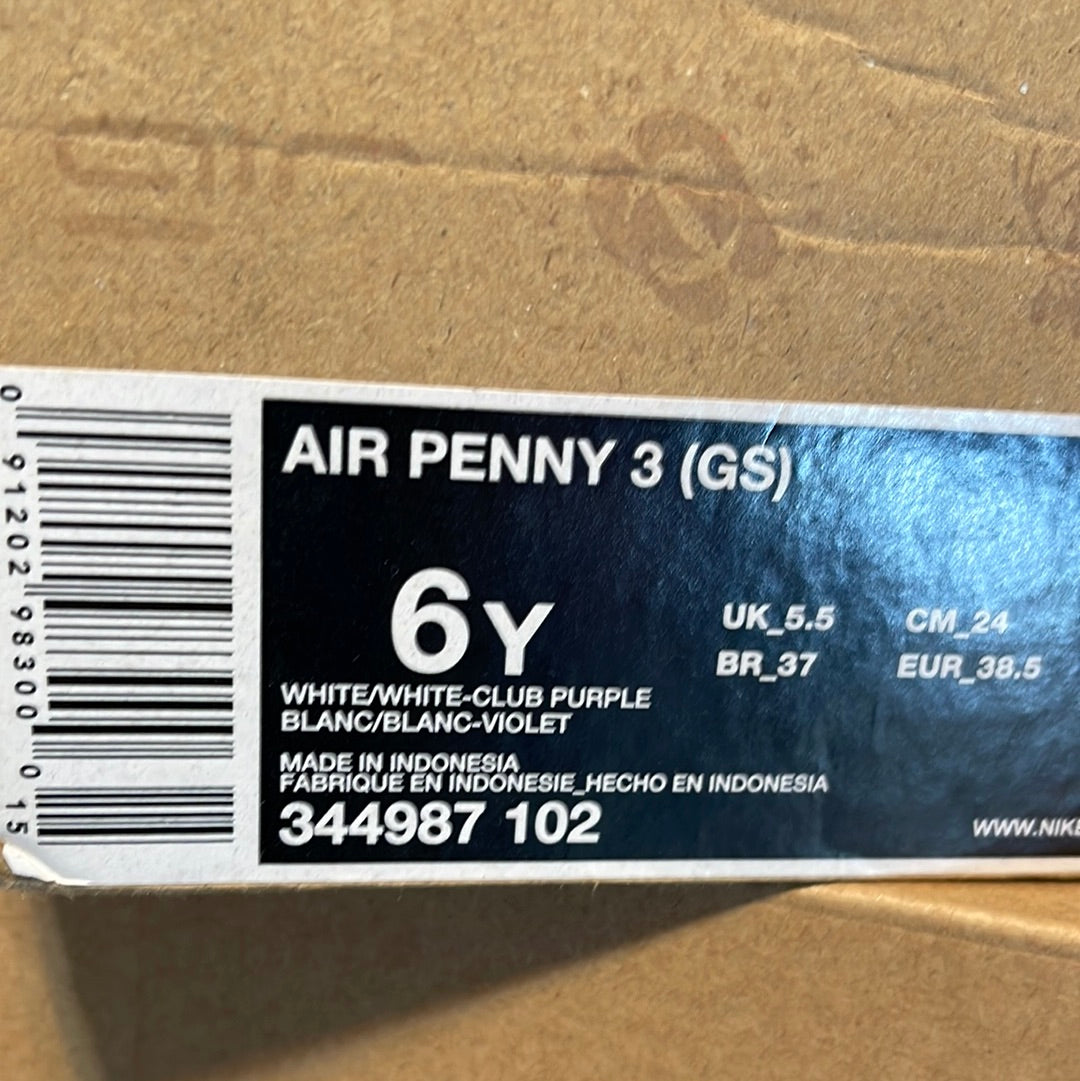 AIR PENNY 3 (GS)
6Y
UK_5.5 CM_24
BR_37 EUR_38.5
WHITE/WHITE-CLUB PURPLE
BLANC/BLANC-VIOLET
MADE IN INDONESIA
FABRIQUE EN INDONESIE_HECHO EN INDONESIA
344987 102
WWW.NIKE
0 91202 98300 0 15